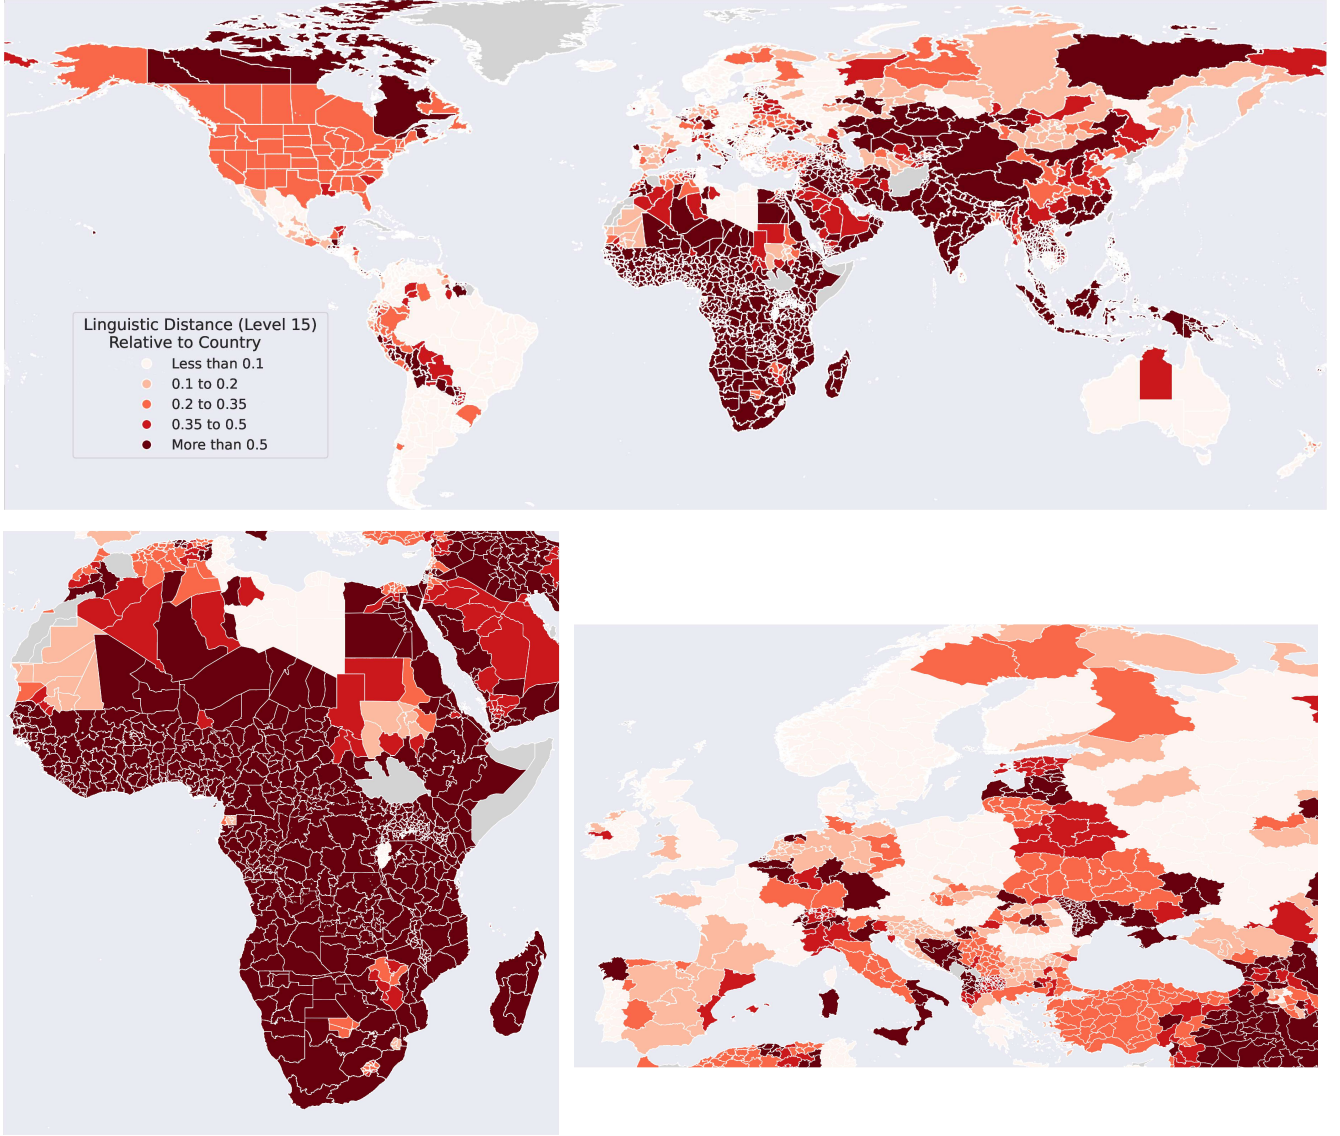 Linguistic Distance (Level 15)
Relative to Country
Less than 0.1
0.1 to 0.2
0.2 to 0.35
0.35 to 0.5
More than 0.5